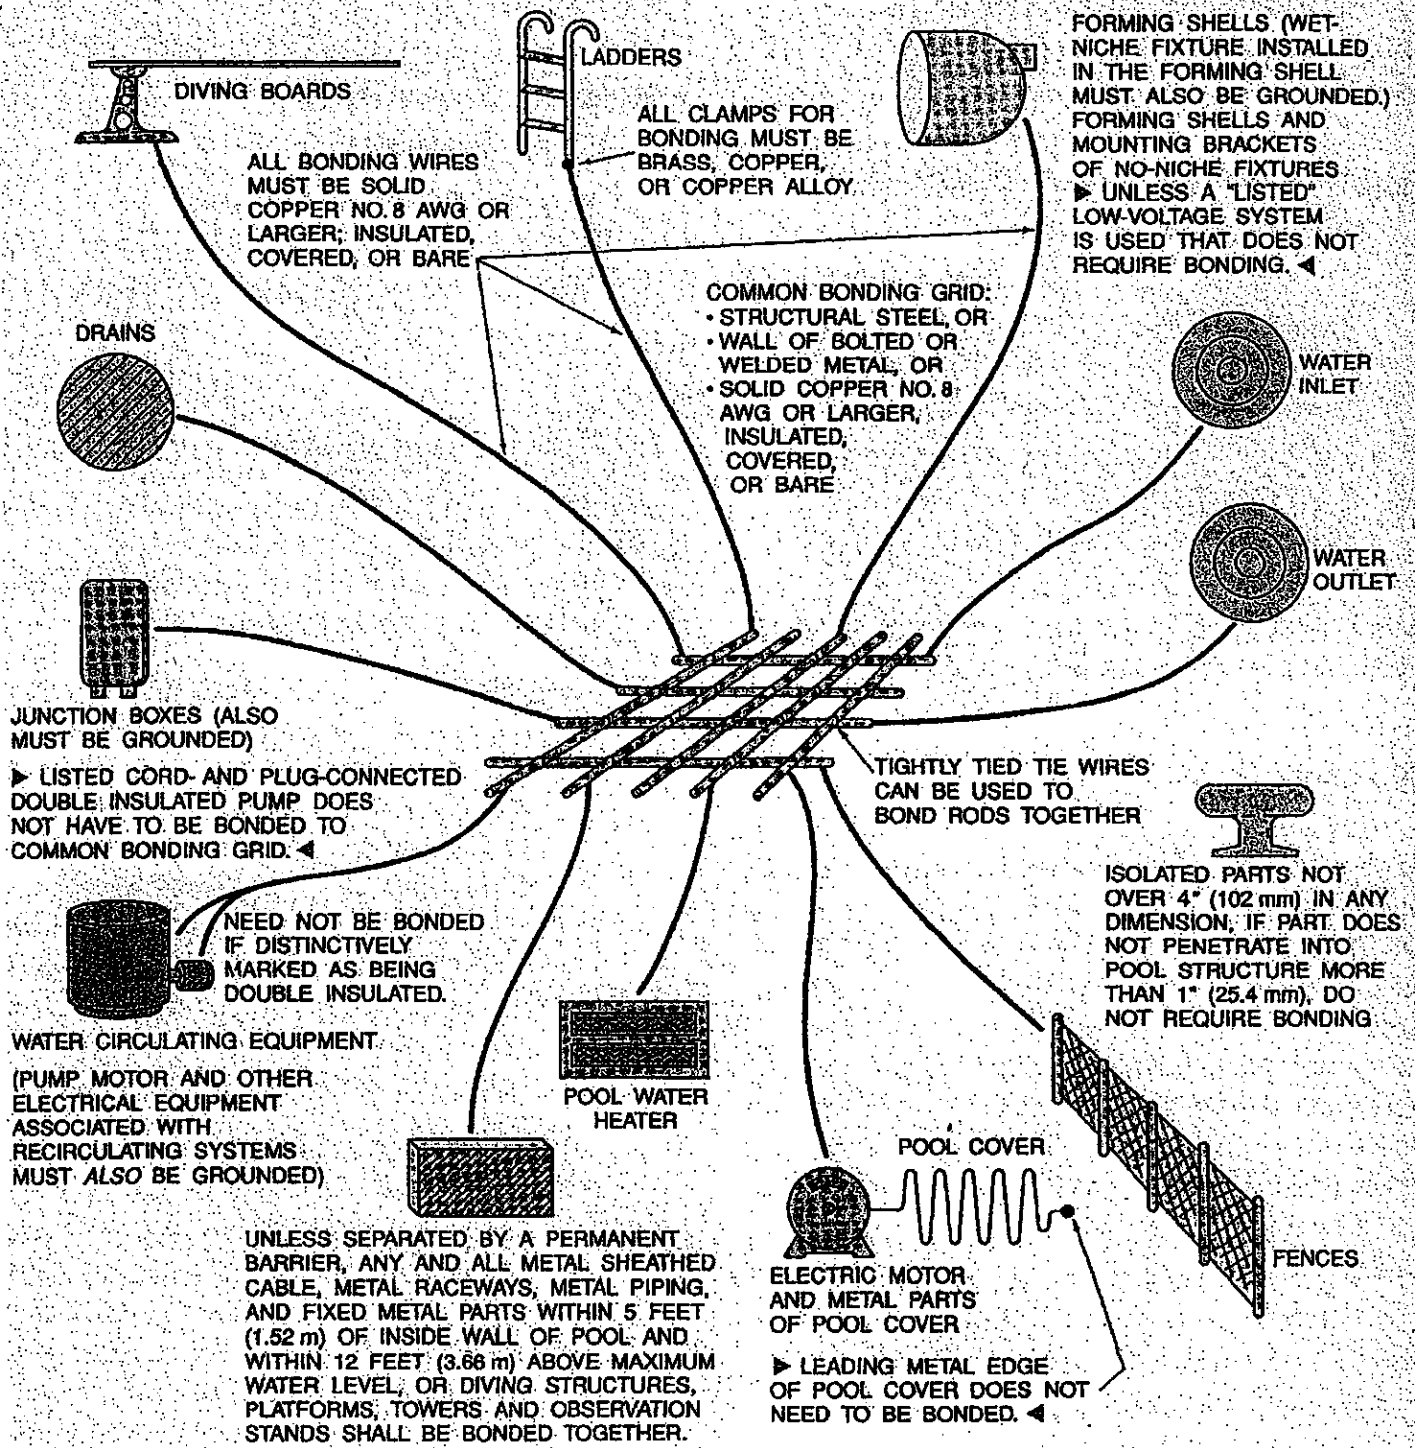 DIVING BOARDS
LADDERS
ALL CLAMPS FOR
BONDING MUST BE
BRASS, COPPER,
OR COPPER ALLOY
FORMING SHELLS (WET-
NICHE FIXTURE INSTALLED
IN THE FORMING SHELL
MUST ALSO BE GROUNDED.)
FORMING SHELLS AND
MOUNTING BRACKETS
OF NO-NICHE FIXTURES
▶ UNLESS A "LISTED"
LOW-VOLTAGE SYSTEM
IS USED THAT DOES NOT
REQUIRE BONDING. ◀
ALL BONDING WIRES
MUST BE SOLID
COPPER NO. 8 AWG OR
LARGER; INSULATED,
COVERED, OR BARE
COMMON BONDING GRID:
• STRUCTURAL STEEL, OR
• WALL OF BOLTED OR
WELDED METAL, OR
• SOLID COPPER NO. 8
AWG OR LARGER,
INSULATED,
COVERED,
OR BARE
DRAINS
WATER
INLET
WATER
OUTLET
JUNCTION BOXES (ALSO
MUST BE GROUNDED)
▶ LISTED CORD- AND PLUG-CONNECTED
DOUBLE INSULATED PUMP DOES
NOT HAVE TO BE BONDED TO
COMMON BONDING GRID. ◀
TIGHTLY TIED TIE WIRES
CAN BE USED TO
BOND RODS TOGETHER
ISOLATED PARTS NOT
OVER 4" (102 mm) IN ANY
DIMENSION, IF PART DOES
NOT PENETRATE INTO
POOL STRUCTURE MORE
THAN 1" (25.4 mm), DO
NOT REQUIRE BONDING
NEED NOT BE BONDED
IF DISTINCTIVELY
MARKED AS BEING
DOUBLE INSULATED.
WATER CIRCULATING EQUIPMENT
(PUMP MOTOR AND OTHER
ELECTRICAL EQUIPMENT
ASSOCIATED WITH
RECIRCULATING SYSTEMS
MUST ALSO BE GROUNDED)
POOL WATER
HEATER
POOL COVER
FENCES
UNLESS SEPARATED BY A PERMANENT
BARRIER, ANY AND ALL METAL SHEATHED
CABLE, METAL RACEWAYS, METAL PIPING,
AND FIXED METAL PARTS WITHIN 5 FEET
(1.52 m) OF INSIDE WALL OF POOL AND
WITHIN 12 FEET (3.66 m) ABOVE MAXIMUM
WATER LEVEL, OR DIVING STRUCTURES,
PLATFORMS, TOWERS AND OBSERVATION
STANDS SHALL BE BONDED TOGETHER.
ELECTRIC MOTOR
AND METAL PARTS
OF POOL COVER
▶ LEADING METAL EDGE
OF POOL COVER DOES NOT
NEED TO BE BONDED. ◀